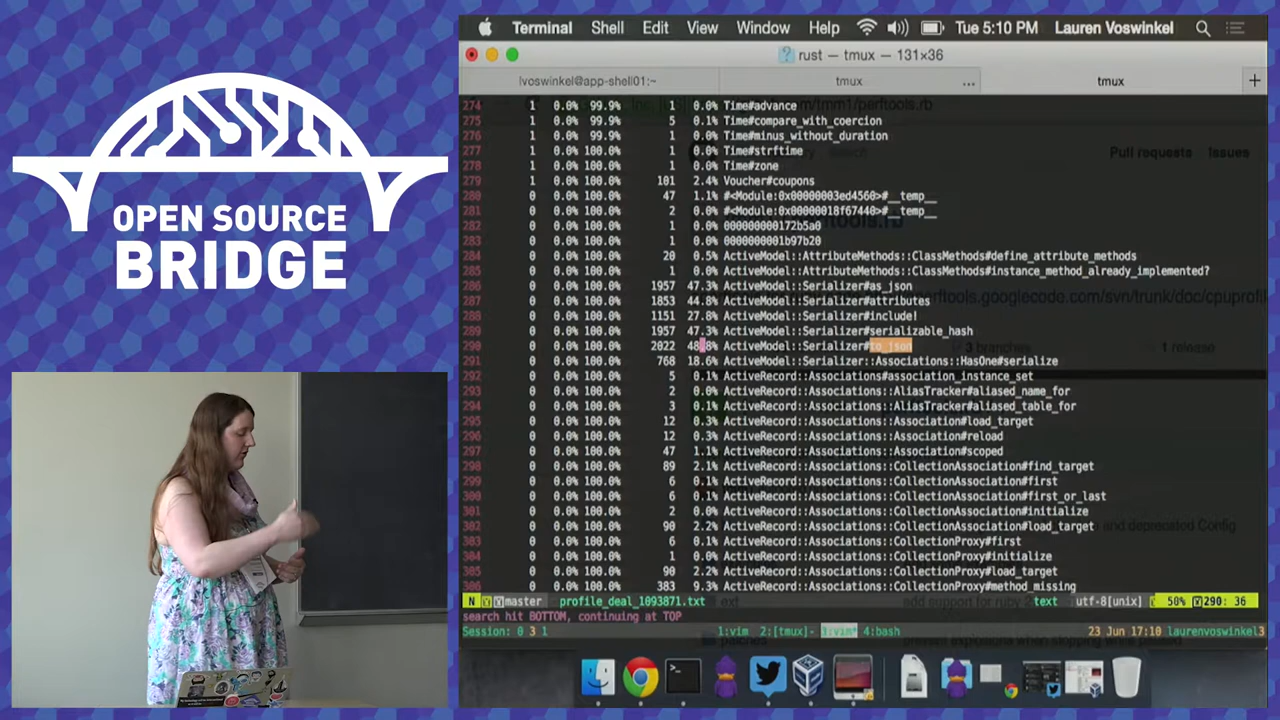 OPEN SOURCE
BRIDGE
Terminal Shell Edit View Window Help Tue 5:10 PM Lauren Voswinkel
rust — tmux — 131×36
lvoswinkel@app-shell01:~ tmux ... tmux +
274 1 0.0% 99.9% 1 0.0% Time#advance
275 1 0.0% 99.9% 5 0.1% Time#compare_with_coercion
276 1 0.0% 99.9% 1 0.0% Time#minus_without_duration
277 1 0.0% 99.9% 1 0.0% Time#strftime
278 1 0.0% 100.0% 1 0.0% Time#zone
279 1 0.0% 100.0% 101 2.4% Voucher#coupons
280 0 0.0% 100.0% 47 1.1% #<Module:0x00000003ed4560>#__temp__
281 0 0.0% 100.0% 2 0.0% #<Module:0x00000018f67440>#__temp__
282 0 0.0% 100.0% 1 0.0% 000000000172b5a0
283 0 0.0% 100.0% 1 0.0% 0000000001b97b20
284 0 0.0% 100.0% 20 0.5% ActiveModel::AttributeMethods::ClassMethods#define_attribute_methods
285 0 0.0% 100.0% 1 0.0% ActiveModel::AttributeMethods::ClassMethods#instance_method_already_implemented?
286 0 0.0% 100.0% 1957 47.3% ActiveModel::Serializer#as_json
287 0 0.0% 100.0% 1853 44.8% ActiveModel::Serializer#attributes
288 0 0.0% 100.0% 1151 27.8% ActiveModel::Serializer#include!
289 0 0.0% 100.0% 1957 47.3% ActiveModel::Serializer#serializable_hash
290 0 0.0% 100.0% 2022 ActiveModel::Serializer#to_json
291 0 0.0% 100.0% 768 18.6% ActiveModel::Serializer::Associations::HasOne#serialize
292 0 0.0% 100.0% 5 0.1% ActiveRecord::Associations#association_instance_set
293 0 0.0% 100.0% 2 0.0% ActiveRecord::Associations::AliasTracker#aliased_name_for
294 0 0.0% 100.0% 3 0.1% ActiveRecord::Associations::AliasTracker#aliased_table_for
295 0 0.0% 100.0% 12 0.3% ActiveRecord::Associations::Association#load_target
296 0 0.0% 100.0% 12 0.3% ActiveRecord::Associations::Association#reload
297 0 0.0% 100.0% 47 1.1% ActiveRecord::Associations::Association#scoped
298 0 0.0% 100.0% 89 2.1% ActiveRecord::Associations::CollectionAssociation#find_target
299 0 0.0% 100.0% 6 0.1% ActiveRecord::Associations::CollectionAssociation#first
300 0 0.0% 100.0% 6 0.1% ActiveRecord::Associations::CollectionAssociation#first_or_last
301 0 0.0% 100.0% 2 0.0% ActiveRecord::Associations::CollectionAssociation#initialize
302 0 0.0% 100.0% 90 2.2% ActiveRecord::Associations::CollectionAssociation#load_target
303 0 0.0% 100.0% 6 0.1% ActiveRecord::Associations::CollectionProxy#first
304 0 0.0% 100.0% 1 0.0% ActiveRecord::Associations::CollectionProxy#initialize
305 0 0.0% 100.0% 90 2.2% ActiveRecord::Associations::CollectionProxy#load_target
306 0 0.0% 100.0% 383 9.3% ActiveRecord::Associations::CollectionProxy#method_missing
N master profile_deal_1093871.txt text utf-8[unix] 50% 290: 36
search hit BOTTOM, continuing at TOP
Session: 0 3 1 1:vim 2:[tmux]- 3:vim* 4:bash 23 Jun 17:10 laurenvoswinkel3